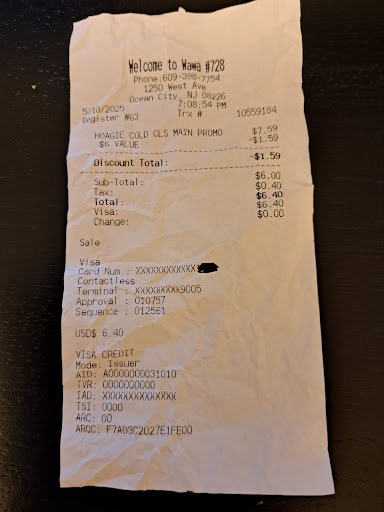 Welcome to Wawa #728
Phone:609-398-7754
1250 West Ave
Ocean City, NJ 08226
5/10/2025 7:08:54 PM
Register #63 Trx # 10559184
HOAGIE COLD CLS MAIN PROMO $7.59
$6 VALUE -$1.59
Discount Total: -$1.59
Sub-Total: $6.00
Tax: $0.40
Total: $6.40
Visa: $6.40
Change: $0.00
Sale
Visa
Card Num : XXXXXXXXXXXX
Contactless
Terminal : XXXXXXXXX9005
Approval : 010757
Sequence : 012561
USD$ 6.40
VISA CREDIT
Mode: Issuer
AID: A0000000031010
TVR: 0000000000
IAD: XXXXXXXXXXXXXX
TSI: 0000
ARC: 00
ARQC: F7A03C2027E1FE00